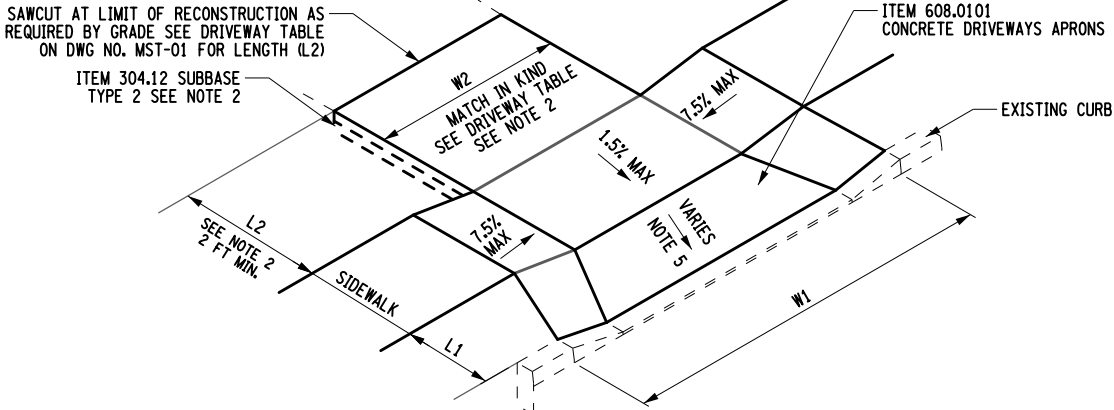 SAWCUT AT LIMIT OF RECONSTRUCTION AS
REQUIRED BY GRADE SEE DRIVEWAY TABLE
ON DWG NO. MST-01 FOR LENGTH (L2)
ITEM 304.12 SUBBASE
TYPE 2 SEE NOTE 2
W2
MATCH IN KIND
SEE DRIVEWAY TABLE
SEE NOTE 2
7.5% MAX
ITEM 608.0101
CONCRETE DRIVEWAYS APRONS
EXISTING CURB
1.5% MAX
VARIES
NOTE 5
7.5%
MAX
L2
SEE NOTE 2
2 FT MIN.
SIDEWALK
L1
W1